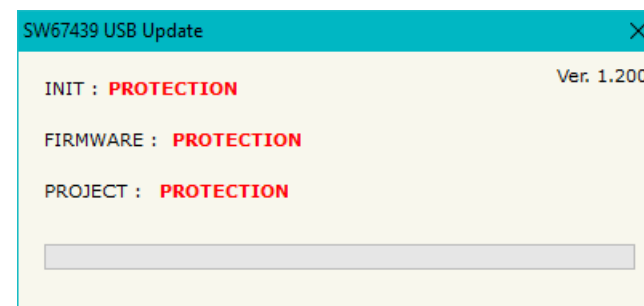 SW67439 USB Update
Ver. 1.200
INIT : PROTECTION
FIRMWARE : PROTECTION
PROJECT : PROTECTION